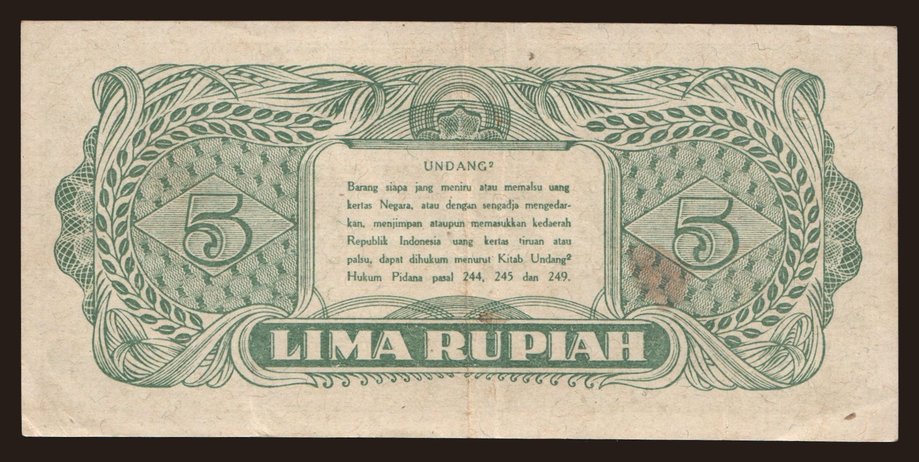 UNDANG²
Barang siapa jang meniru atau memalsu uang
kertas Negara, atau dengan sengadja mengedar-
kan, menjimpan ataupun memasukkan kedaerah
Republik Indonesia uang kertas tiruan atau
palsu, dapat dihukum menurut Kitab Undang²
Hukum Pidana pasal 244, 245 dan 249.
5
5
LIMA RUPIAH